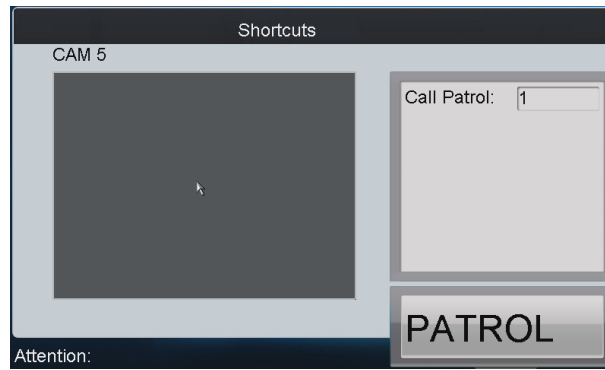 Shortcuts
CAM 5
Call Patrol: 1
PATROL
Attention: